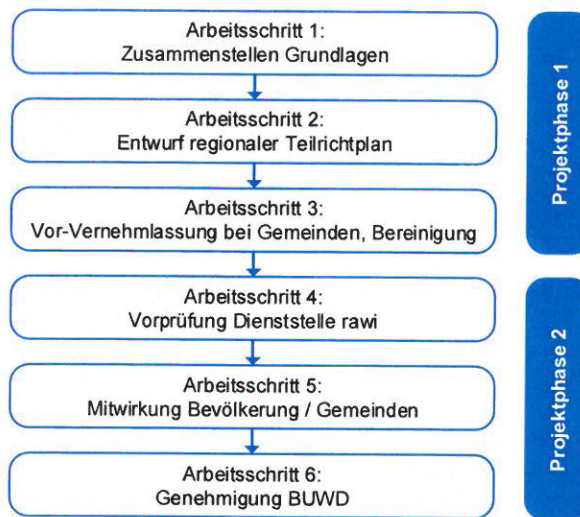 Arbeitsschritt 1:
Zusammenstellen Grundlagen
Arbeitsschritt 2:
Entwurf regionaler Teilrichtplan
Arbeitsschritt 3:
Vor-Vernehmlassung bei Gemeinden, Bereinigung
Projektphase 1
Arbeitsschritt 4:
Vorprüfung Dienststelle rawi
Arbeitsschritt 5:
Mitwirkung Bevölkerung / Gemeinden
Arbeitsschritt 6:
Genehmigung BUWD
Projektphase 2